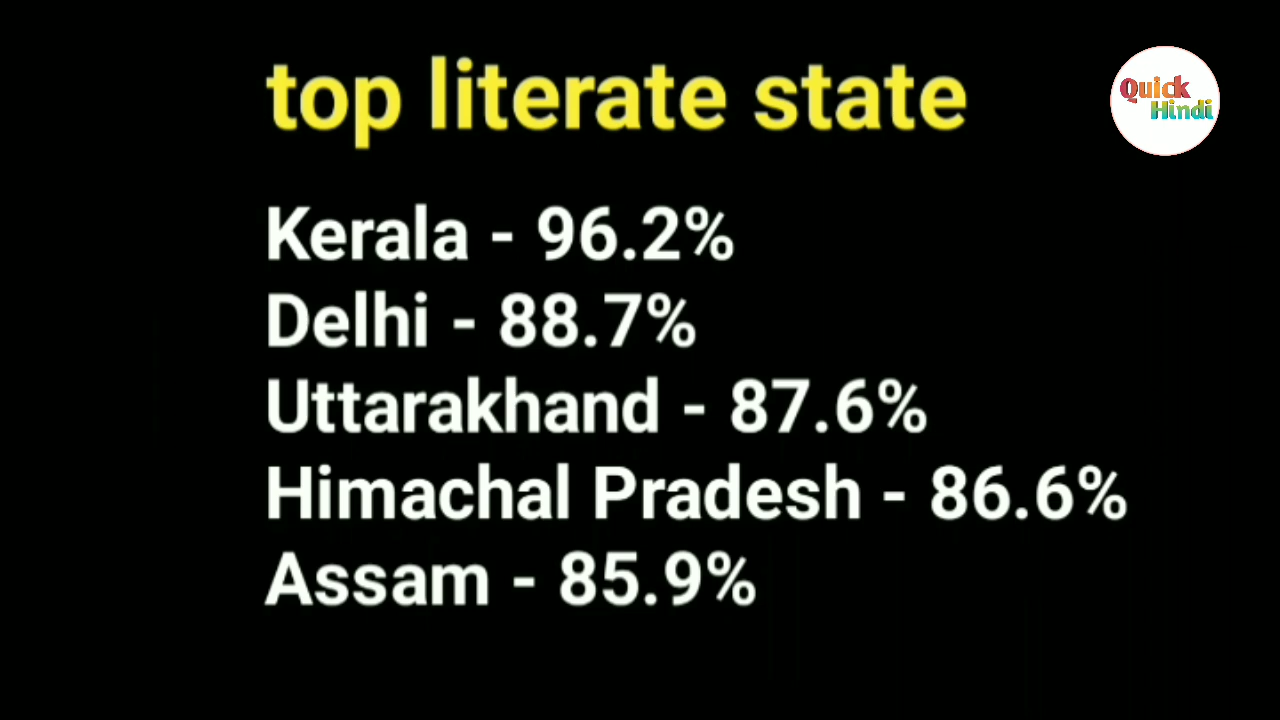 top literate state
Quick
Hindi
Kerala - 96.2%
Delhi - 88.7%
Uttarakhand - 87.6%
Himachal Pradesh - 86.6%
Assam - 85.9%